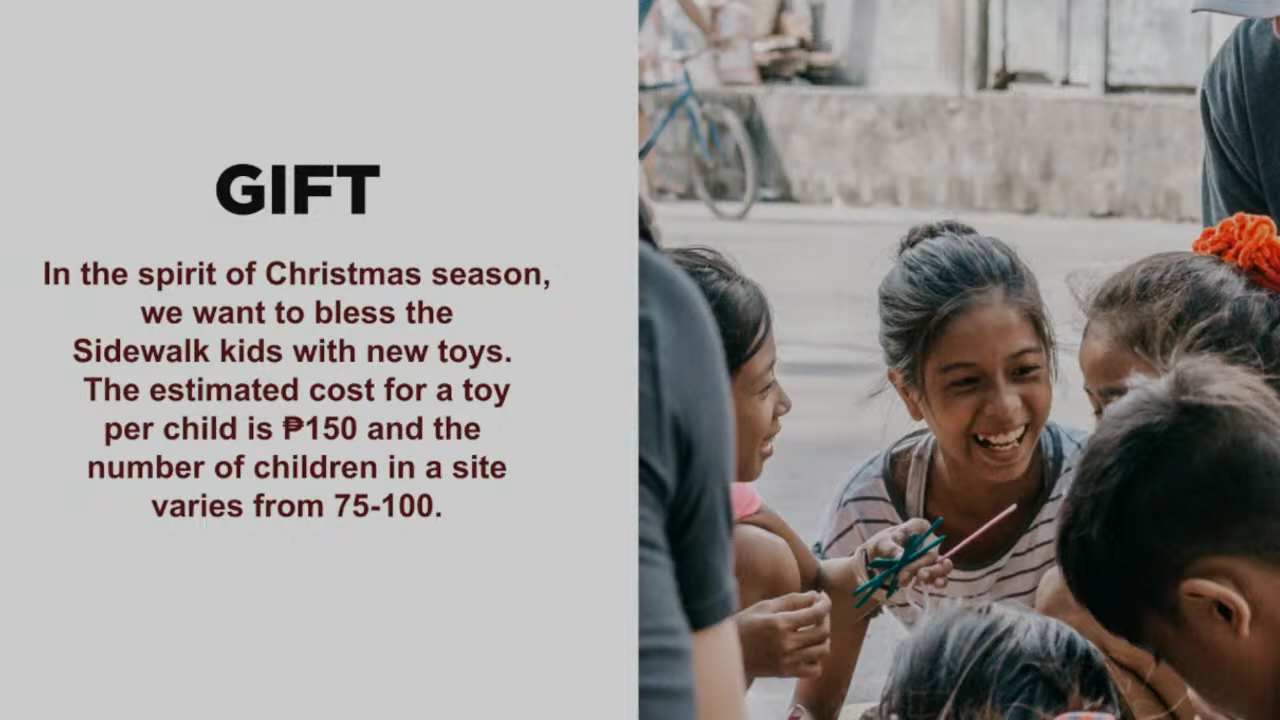 GIFT
In the spirit of Christmas season,
we want to bless the
Sidewalk kids with new toys.
The estimated cost for a toy
per child is ₱150 and the
number of children in a site
varies from 75-100.